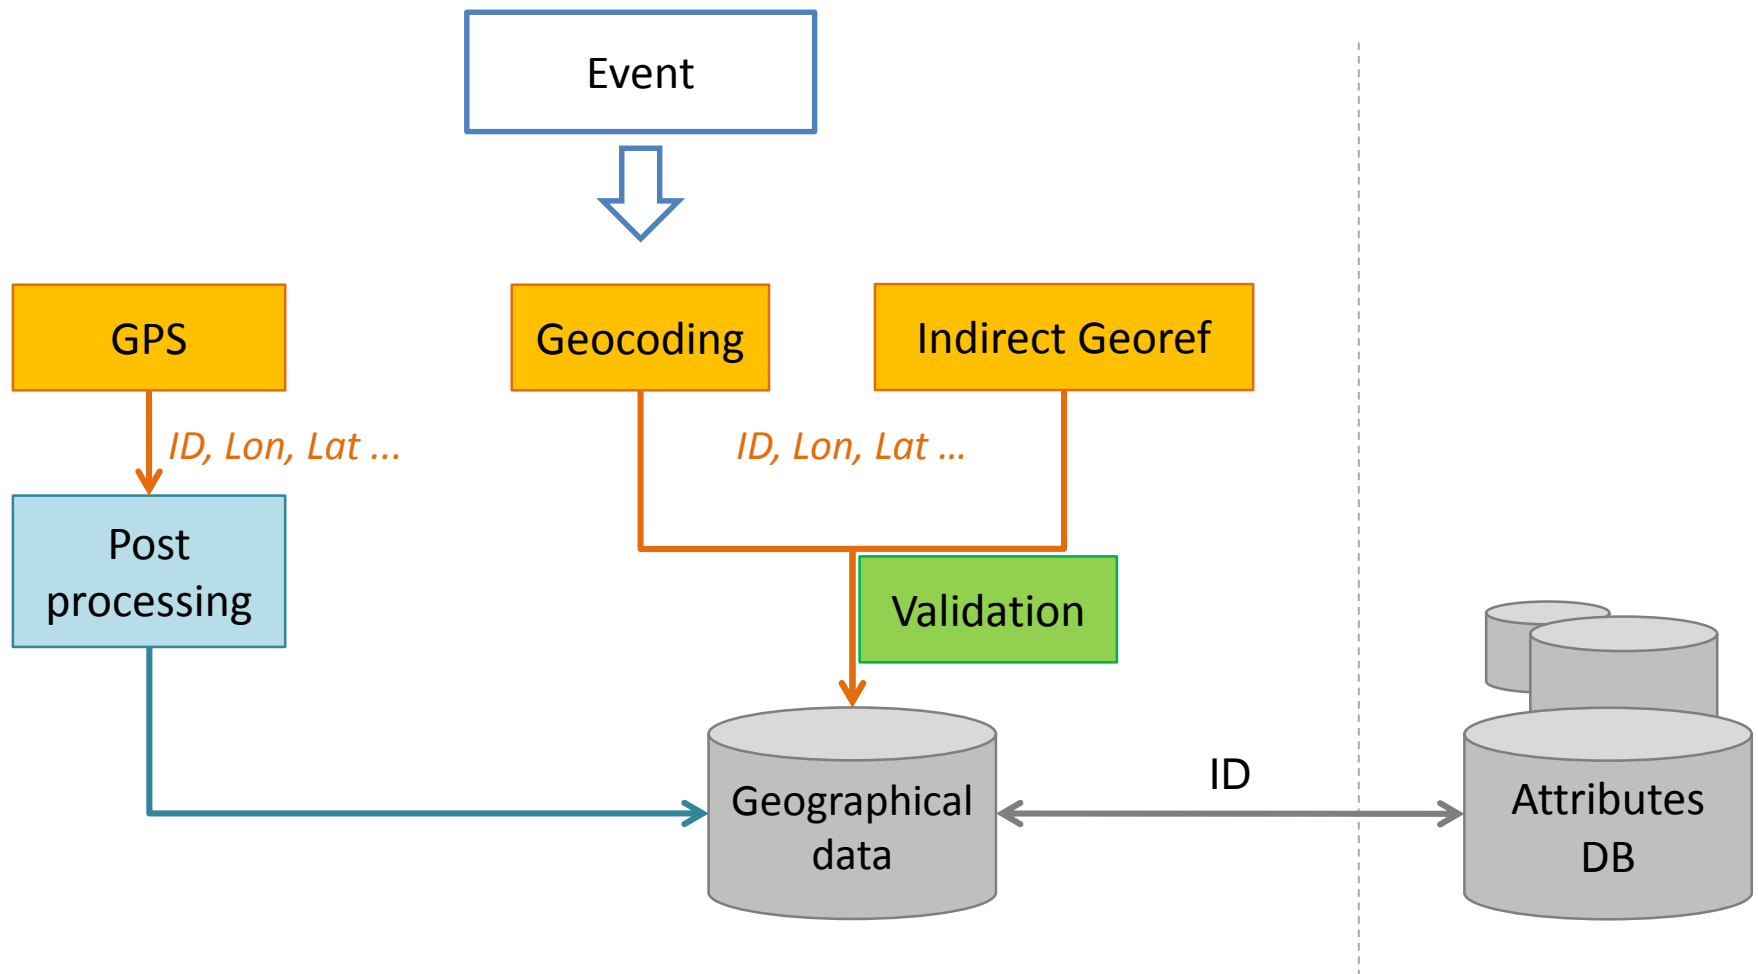 Event
GPS
Geocoding
Indirect Georef
ID, Lon, Lat ...
ID, Lon, Lat …
Post
processing
Validation
Geographical
data
ID
Attributes
DB